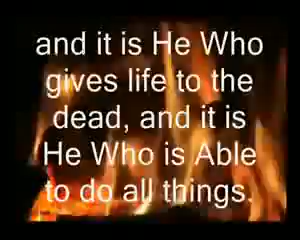 and it is He Who
gives life to the
dead, and it is
He Who is Able
to do all things.